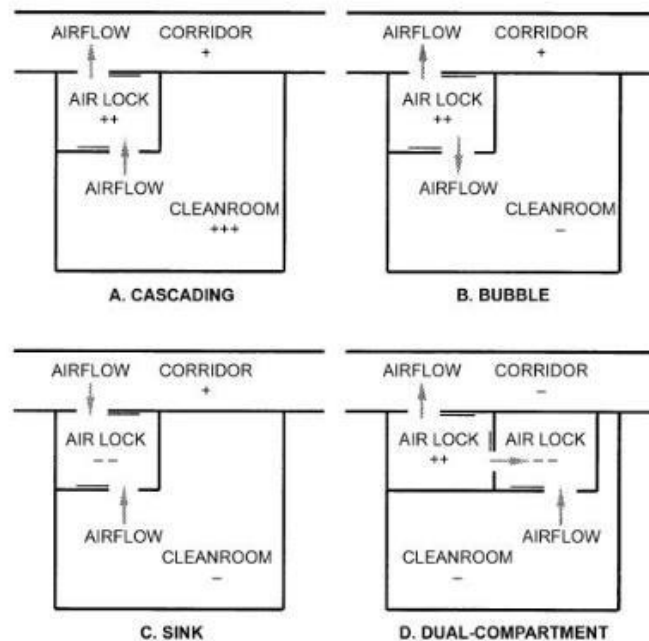 AIRFLOW CORRIDOR
+
AIR LOCK
++
AIRFLOW
CLEANROOM
+++
A. CASCADING
AIRFLOW CORRIDOR
+
AIR LOCK
++
AIRFLOW
CLEANROOM
–
B. BUBBLE
AIRFLOW CORRIDOR
+
AIR LOCK
– –
AIRFLOW
CLEANROOM
–
C. SINK
AIRFLOW CORRIDOR
–
AIR LOCK AIR LOCK
++ – –
AIRFLOW
CLEANROOM
–
D. DUAL-COMPARTMENT